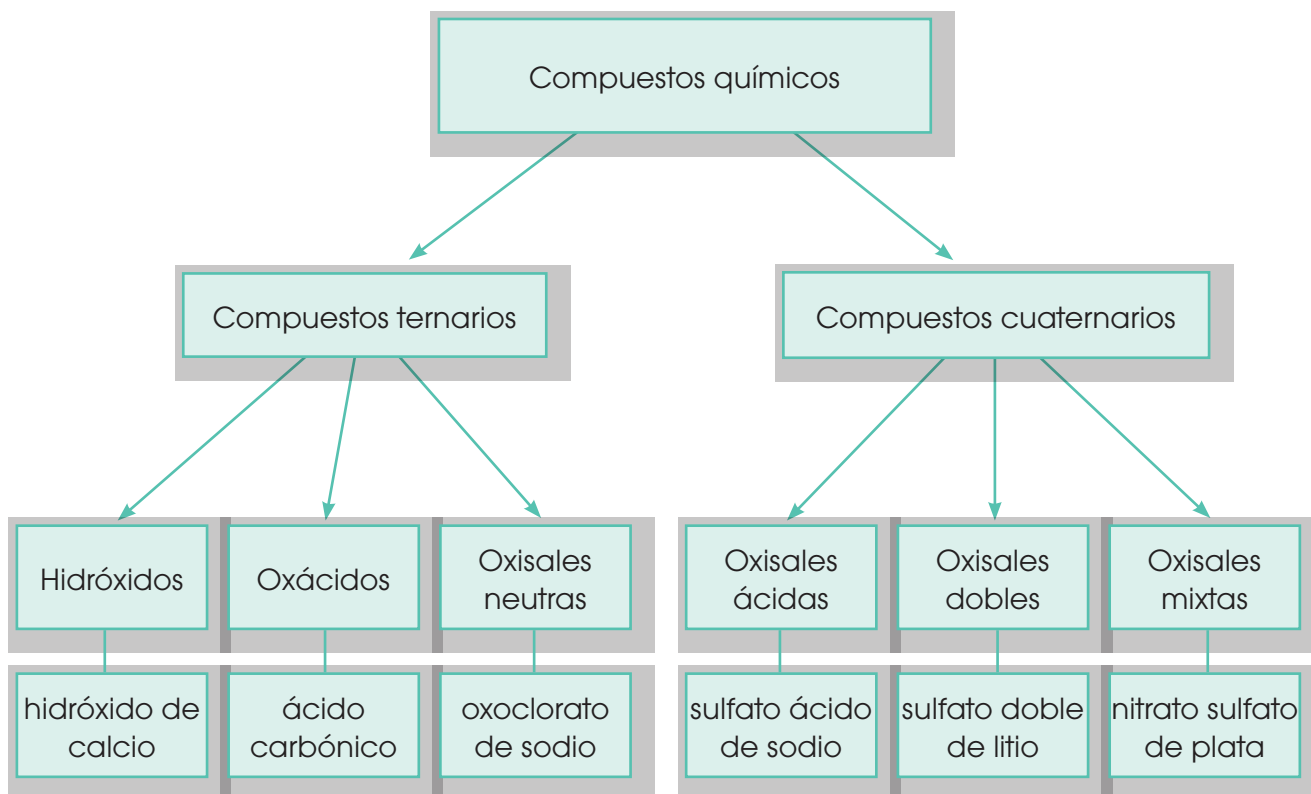 Compuestos químicos
Compuestos ternarios
Compuestos cuaternarios
Hidróxidos
Oxácidos
Oxisales
neutras
Oxisales
ácidas
Oxisales
dobles
Oxisales
mixtas
hidróxido de
calcio
ácido
carbónico
oxoclorato
de sodio
sulfato ácido
de sodio
sulfato doble
de litio
nitrato sulfato
de plata